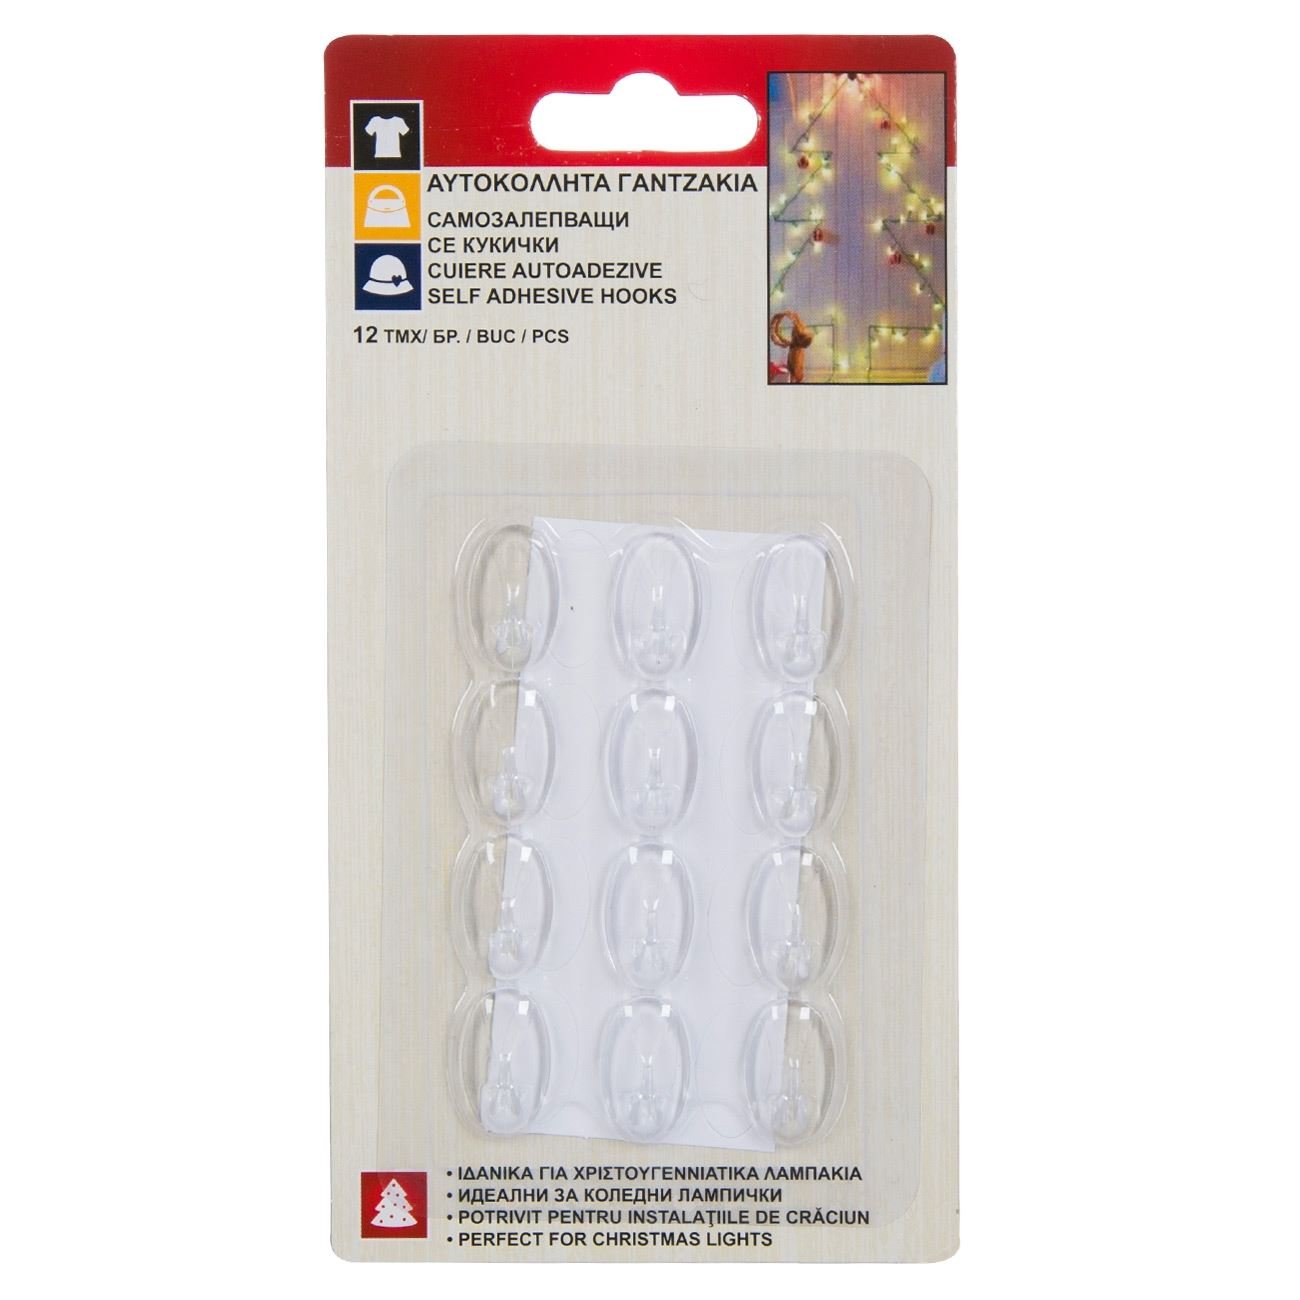 ΑΥΤΟΚΟΛΛΗΤΑ ΓΑΝΤΖΑΚΙΑ
САМОЗАЛЕПВАЩИ
СЕ КУКИЧКИ
CUIERE AUTOADEZIVE
SELF ADHESIVE HOOKS
12 ΤΜΧ/ БР. / BUC / PCS
• ΙΔΑΝΙΚΑ ΓΙΑ ΧΡΙΣΤΟΥΓΕΝΝΙΑΤΙΚΑ ΛΑΜΠΑΚΙΑ
• ИДЕАЛНИ ЗА КОЛЕДНИ ЛАМПИЧКИ
• POTRIVIT PENTRU INSTALAŢIILE DE CRĂCIUN
• PERFECT FOR CHRISTMAS LIGHTS